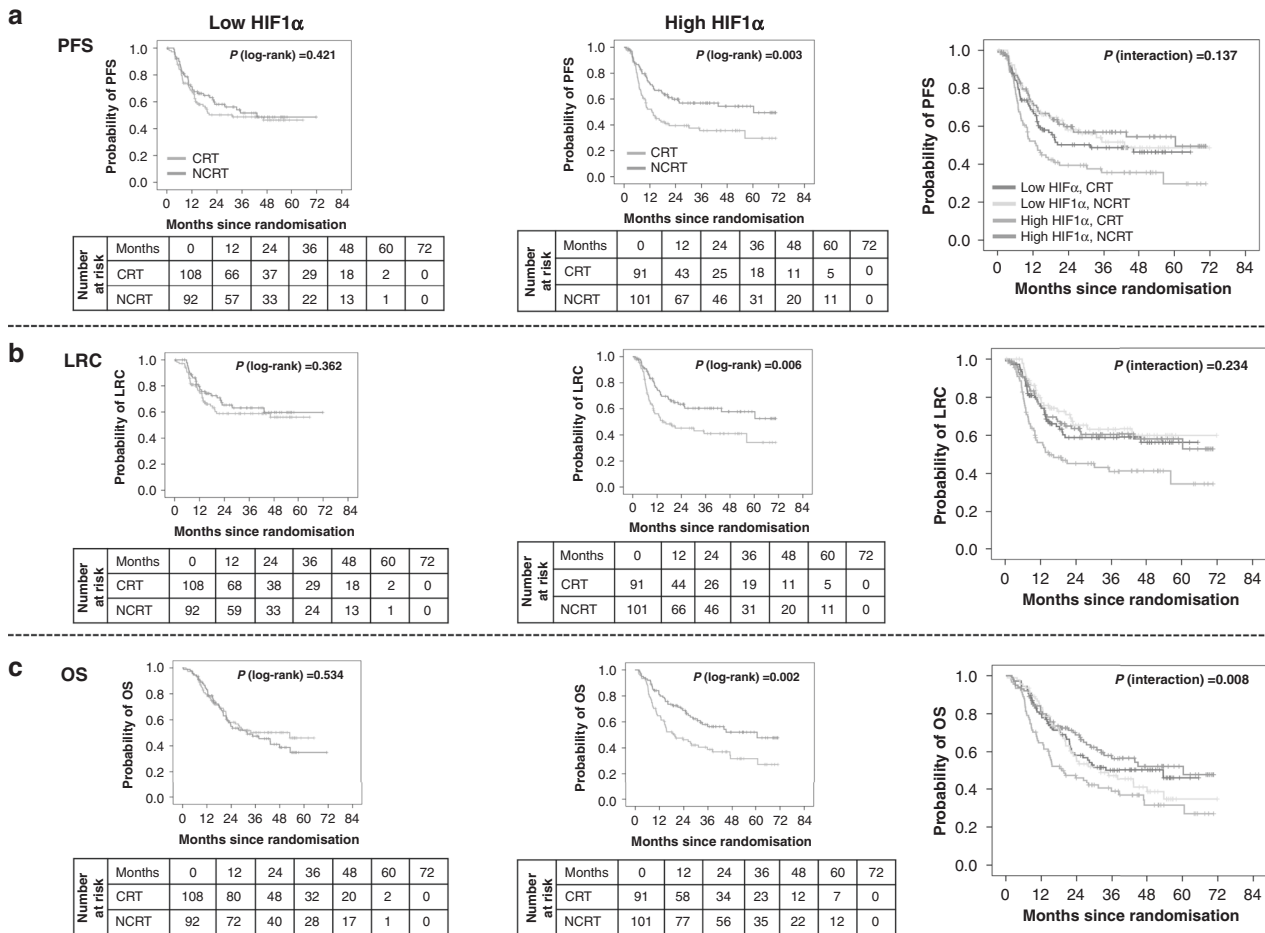 a
PFS
Low HIF1α
P (log-rank) =0.421
Probability of PFS
1.0
0.8
0.6
0.4
0.2
0.0
CRT
NCRT
0 12 24 36 48 60 72 84
Months since randomisation
Number at risk
Months 0 12 24 36 48 60 72
CRT 108 66 37 29 18 2 0
NCRT 92 57 33 22 13 1 0
High HIF1α
P (log-rank) =0.003
Probability of PFS
1.0
0.8
0.6
0.4
0.2
0.0
CRT
NCRT
0 12 24 36 48 60 72 84
Months since randomisation
Number at risk
Months 0 12 24 36 48 60 72
CRT 91 43 25 18 11 5 0
NCRT 101 67 46 31 20 11 0
P (interaction) =0.137
Probability of PFS
1.0
0.8
0.6
0.4
0.2
0.0
Low HIFα, CRT
Low HIF1α, NCRT
High HIF1α, CRT
High HIF1α, NCRT
0 12 24 36 48 60 72 84
Months since randomisation
b
LRC
P (log-rank) =0.362
Probability of LRC
1.0
0.8
0.6
0.4
0.2
0.0
0 12 24 36 48 60 72 84
Months since randomisation
Number at risk
Months 0 12 24 36 48 60 72
CRT 108 68 38 29 18 2 0
NCRT 92 59 33 24 13 1 0
P (log-rank) =0.006
Probability of LRC
1.0
0.8
0.6
0.4
0.2
0.0
0 12 24 36 48 60 72 84
Months since randomisation
Number at risk
Months 0 12 24 36 48 60 72
CRT 91 44 26 19 11 5 0
NCRT 101 66 46 31 20 11 0
P (interaction) =0.234
Probability of LRC
1.0
0.8
0.6
0.4
0.2
0.0
0 12 24 36 48 60 72 84
Months since randomisation
c
OS
P (log-rank) =0.534
Probability of OS
1.0
0.8
0.6
0.4
0.2
0.0
0 12 24 36 48 60 72 84
Months since randomisation
Number at risk
Months 0 12 24 36 48 60 72
CRT 108 80 48 32 20 2 0
NCRT 92 72 40 28 17 1 0
P (log-rank) =0.002
Probability of OS
1.0
0.8
0.6
0.4
0.2
0.0
0 12 24 36 48 60 72 84
Months since randomisation
Number at risk
Months 0 12 24 36 48 60 72
CRT 91 58 34 23 12 7 0
NCRT 101 77 56 35 22 12 0
P (interaction) =0.008
Probability of OS
1.0
0.8
0.6
0.4
0.2
0.0
0 12 24 36 48 60 72 84
Months since randomisation